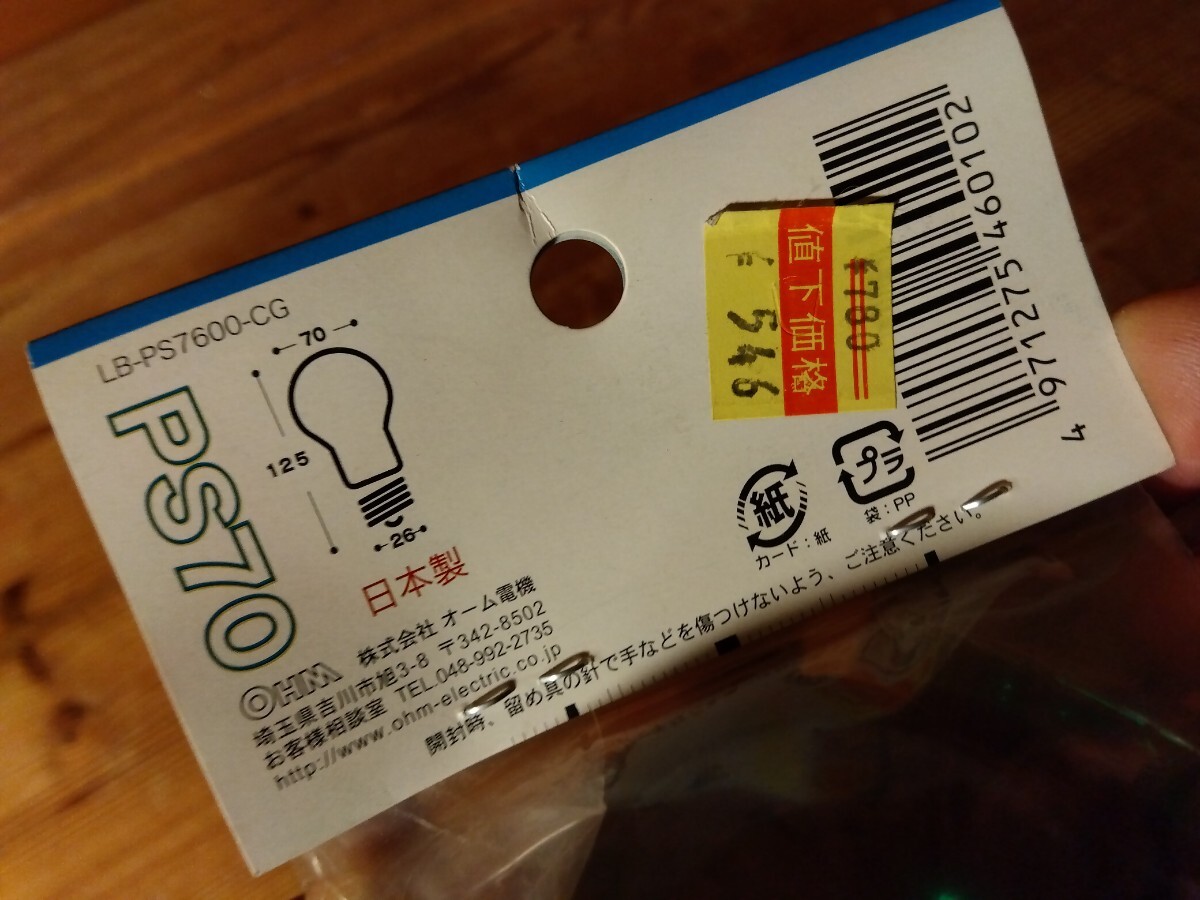 LB-PS7600-CG
PS70
70
125
26
日本製
OHM 株式会社 オーム電機
埼玉県吉川市旭3-8 〒342-8502
お客様相談室 TEL.048-992-2735
http://www.ohm-electric.co.jp
開封時、留め具の針で手などを傷つけないよう、ご注意ください。
¥780
値下価格
¥546
紙
カード：紙
プラ
袋：PP
4 971275 460102